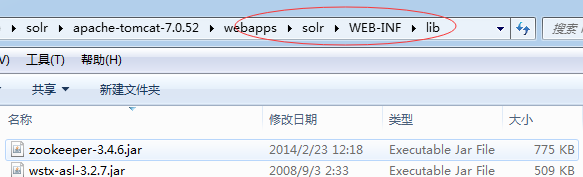 solr ▸ apache-tomcat-7.0.52 ▸ webapps ▸ solr ▸ WEB-INF ▸ lib 搜索
V) 工具(T) 帮助(H)
共享 新建文件夹
名称 修改日期 类型 大小
zookeeper-3.4.6.jar 2014/2/23 12:18 Executable Jar File 775 KB
wstx-asl-3.2.7.jar 2008/9/3 2:33 Executable Jar File 509 KB